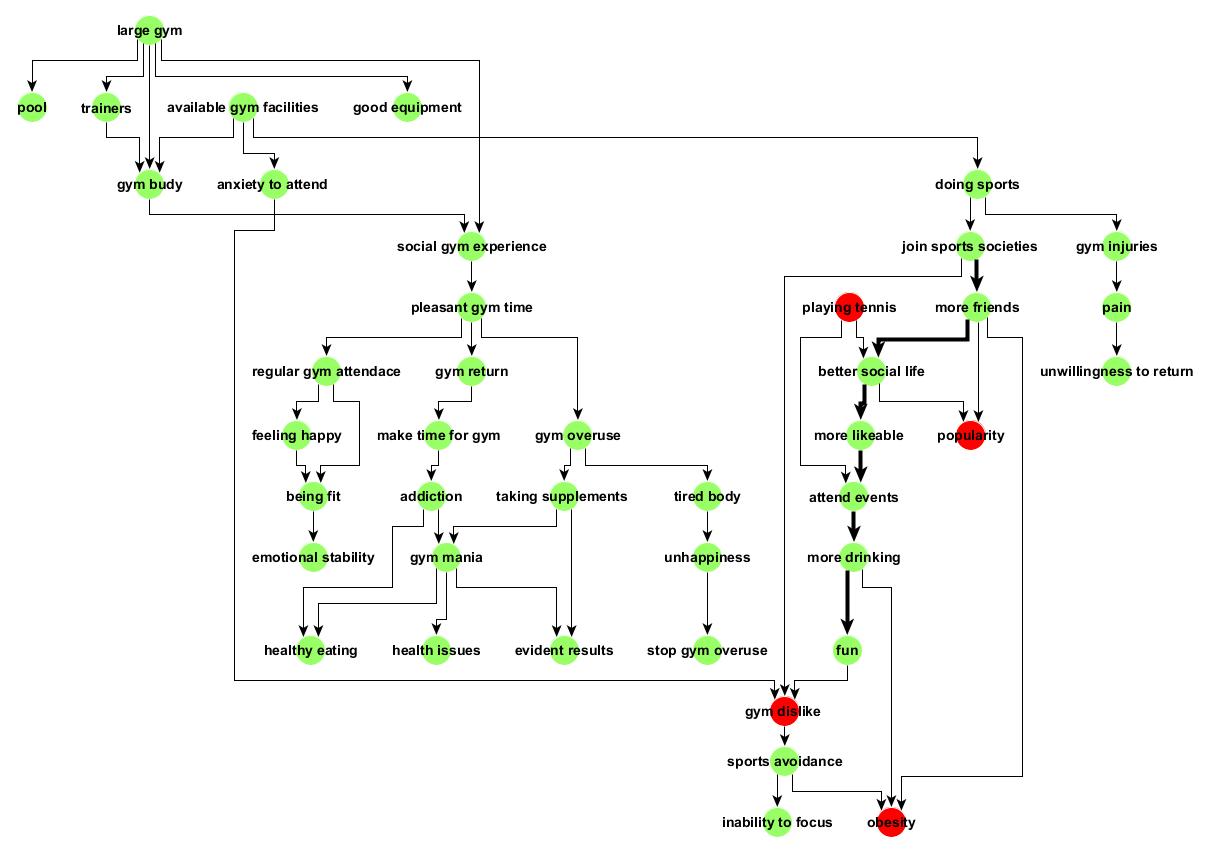 large gym
pool
trainers
available gym facilities
good equipment
gym budy
anxiety to attend
doing sports
social gym experience
join sports societies
gym injuries
pleasant gym time
playing tennis
more friends
pain
regular gym attendace
gym return
better social life
unwillingness to return
feeling happy
make time for gym
gym overuse
more likeable
popularity
being fit
addiction
taking supplements
tired body
attend events
emotional stability
gym mania
unhappiness
more drinking
healthy eating
health issues
evident results
stop gym overuse
fun
gym dislike
sports avoidance
inability to focus
obesity